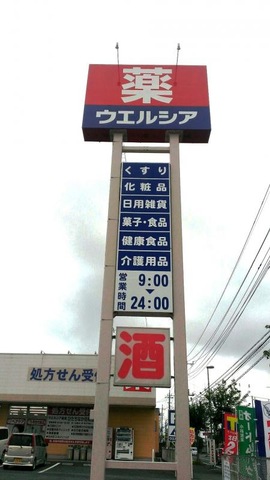 薬
ウエルシア
くすり
化粧品
日用雑貨
菓子・食品
健康食品
介護用品
営業時間
9:00
24:00
酒
処方せん受